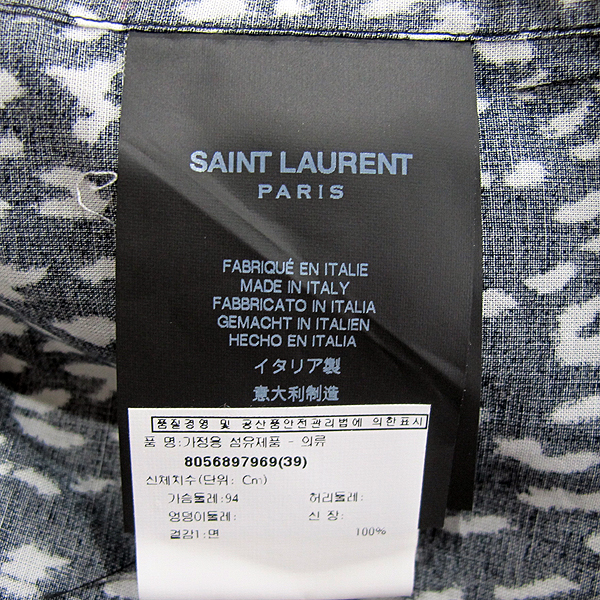 SAINT LAURENT
PARIS
FABRIQUÉ EN ITALIE
MADE IN ITALY
FABBRICATO IN ITALIA
GEMACHT IN ITALIEN
HECHO EN ITALIA
イタリア製
意大利制造
품질경영 및 공산품안전관리법에 의한표시
품 명:가정용 섬유제품 - 의류
8056897969(39)
신체치수(단위: Cm)
가슴둘레:94 허리둘레:
엉덩이둘레: 신 장:
겉감1:면 100%